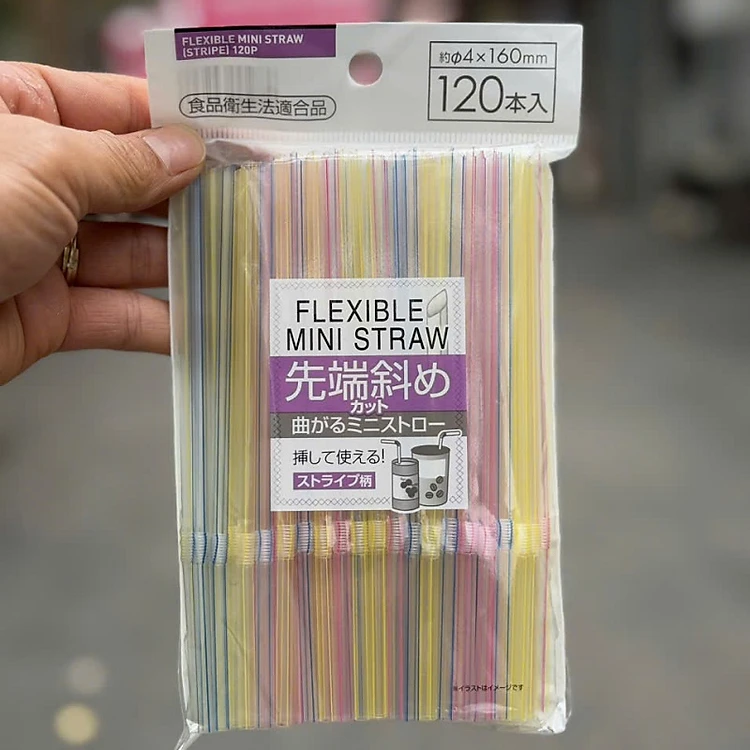 FLEXIBLE MINI STRAW
(STRIPE) 120P
食品衛生法適合品
約φ4×160mm
120本入
FLEXIBLE
MINI STRAW
先端斜め
カット
曲がるミニストロー
挿して使える!
ストライプ柄
※イラストはイメージです